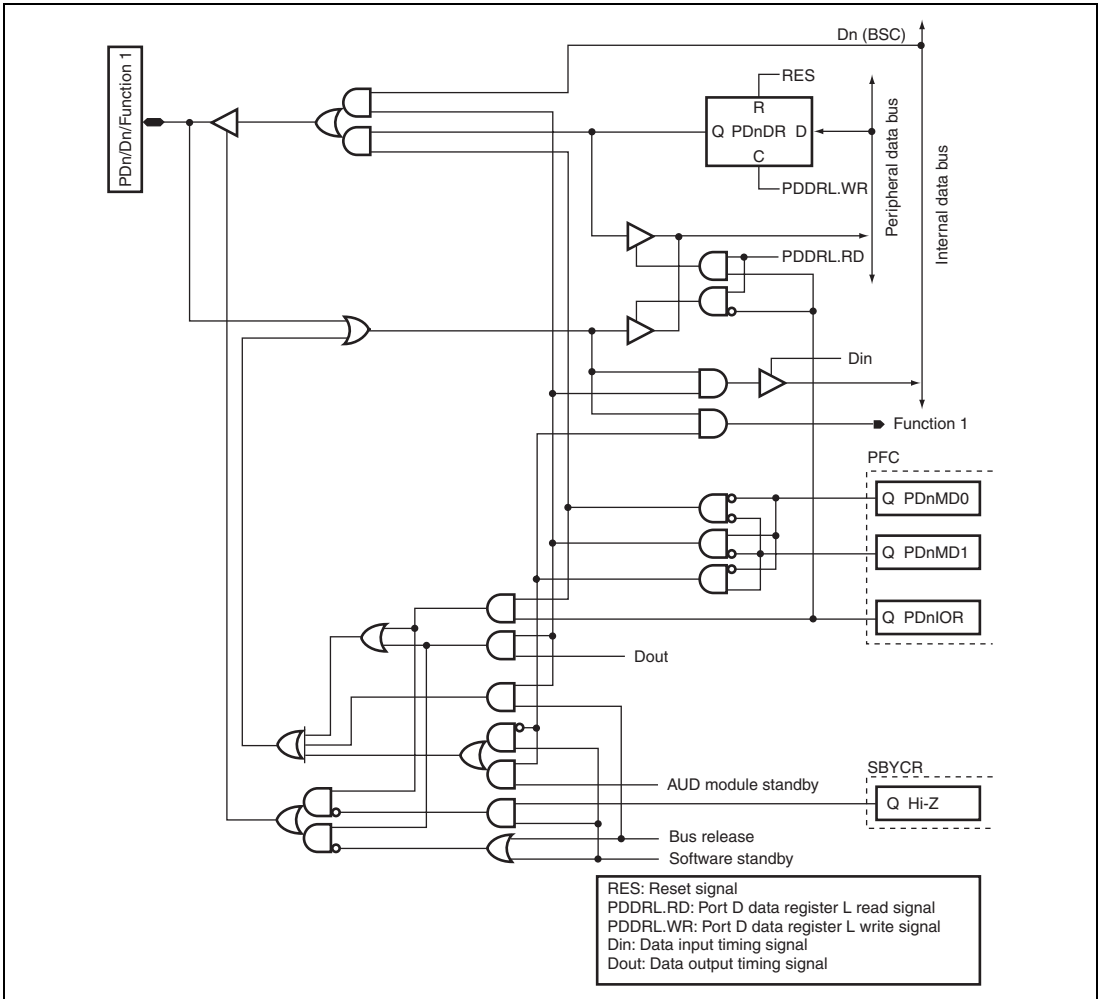 PDn/Dn/Function 1
Dn (BSC)
RES
R
Q PDnDR D
C
PDDRL.WR
Peripheral data bus
Internal data bus
PDDRL.RD
Din
Function 1
PFC
Q PDnMD0
Q PDnMD1
Q PDnIOR
Dout
AUD module standby
SBYCR
Q Hi-Z
Bus release
Software standby
RES: Reset signal
PDDRL.RD: Port D data register L read signal
PDDRL.WR: Port D data register L write signal
Din: Data input timing signal
Dout: Data output timing signal